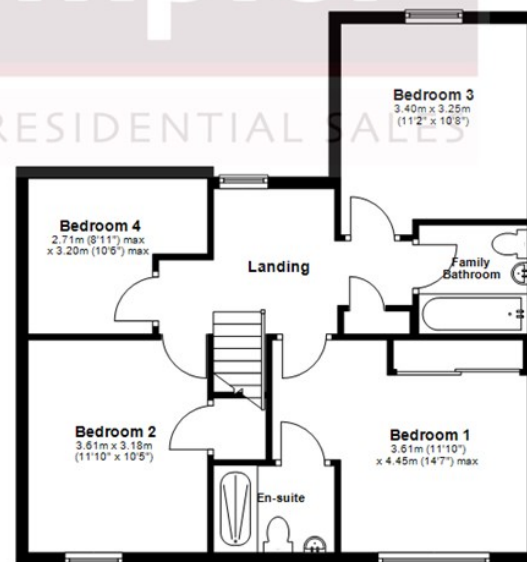 RESIDENTIAL SALES
Bedroom 3
3.40m x 3.25m
(11'2" x 10'8")
Bedroom 4
2.71m (8'11") max
x 3.20m (10'6") max
Landing
Family
Bathroom
Bedroom 2
3.61m x 3.18m
(11'10" x 10'5")
Bedroom 1
3.61m (11'10")
x 4.45m (14'7") max
En-suite